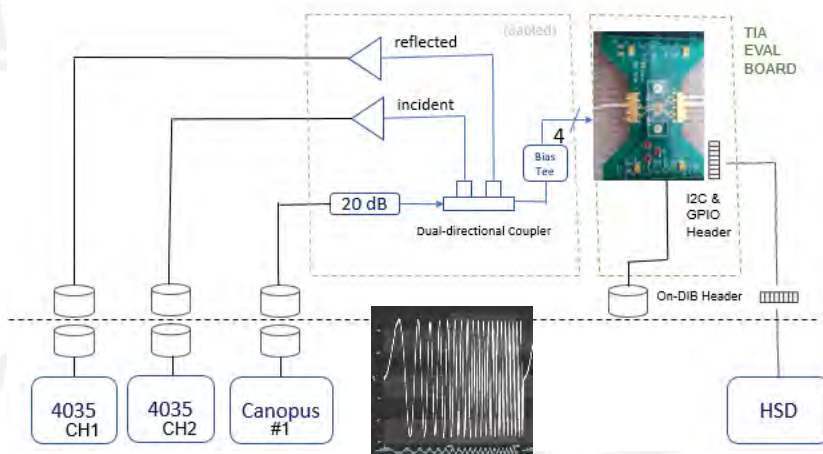 (cabled)
TIA
EVAL
BOARD
reflected
incident
4
Bias
Tee
20 dB
Dual-directional Coupler
I2C &
GPIO
Header
On-DIB Header
4035
CH1
4035
CH2
Canopus
#1
HSD